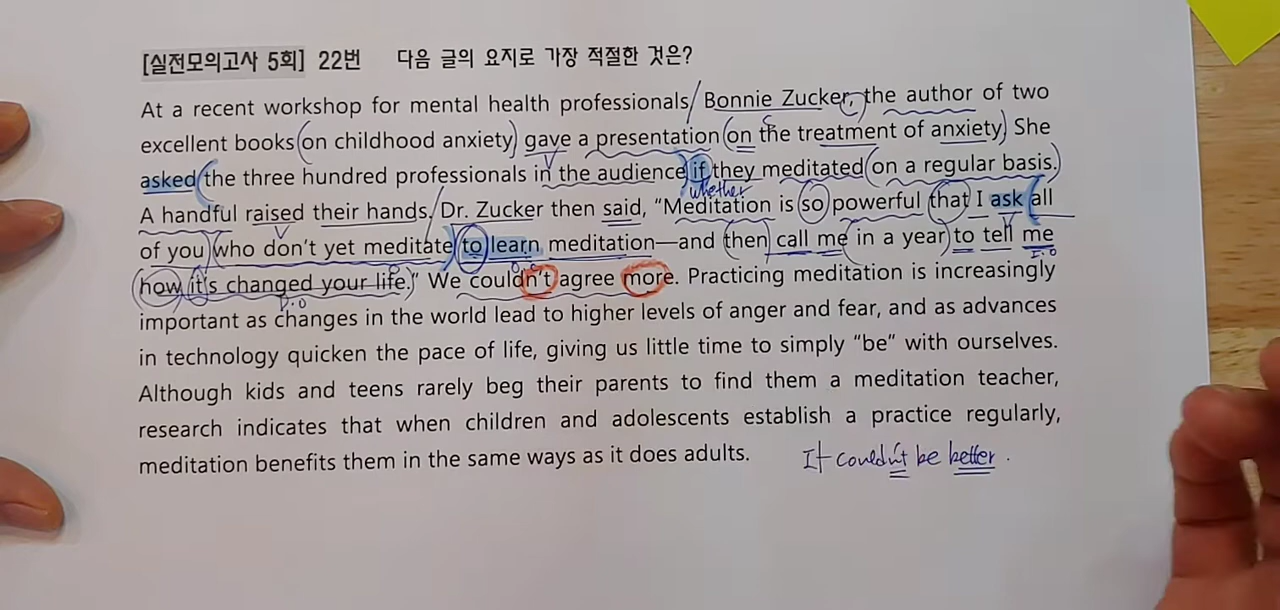 [실전모의고사 5회] 22번 다음 글의 요지로 가장 적절한 것은?
At a recent workshop for mental health professionals Bonnie Zucker, the author of two
excellent books on childhood anxiety gave a presentation on the treatment of anxiety. She
asked the three hundred professionals in the audience if they meditated on a regular basis.
whether
A handful raised their hands. Dr. Zucker then said, “Meditation is so powerful that I ask all
of you who don't yet meditate to learn meditation—and then call me in a year to tell me
I.O
how it's changed your life.” We couldn't agree more. Practicing meditation is increasingly
D.O
important as changes in the world lead to higher levels of anger and fear, and as advances
in technology quicken the pace of life, giving us little time to simply “be” with ourselves.
Although kids and teens rarely beg their parents to find them a meditation teacher,
research indicates that when children and adolescents establish a practice regularly,
meditation benefits them in the same ways as it does adults. It couldn't be better.